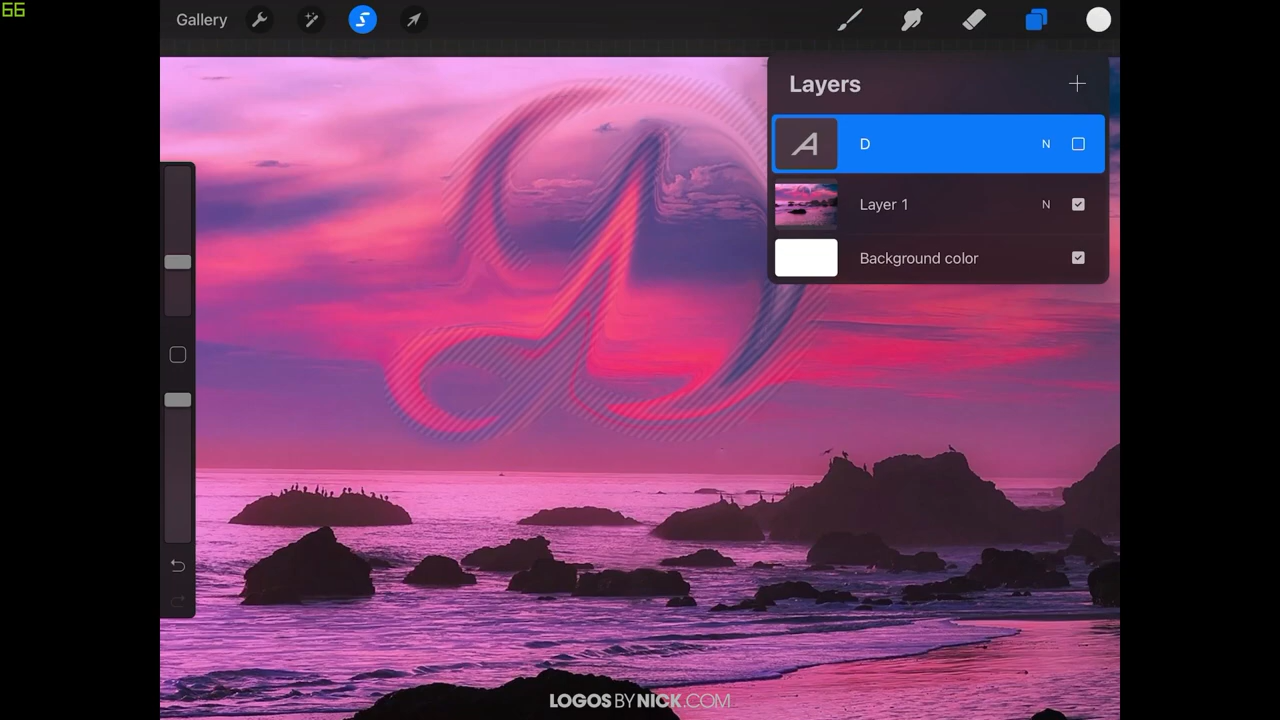 66
Gallery
Layers
A
D N
Layer 1 N
Background color
D
LOGOS BY NICK.COM